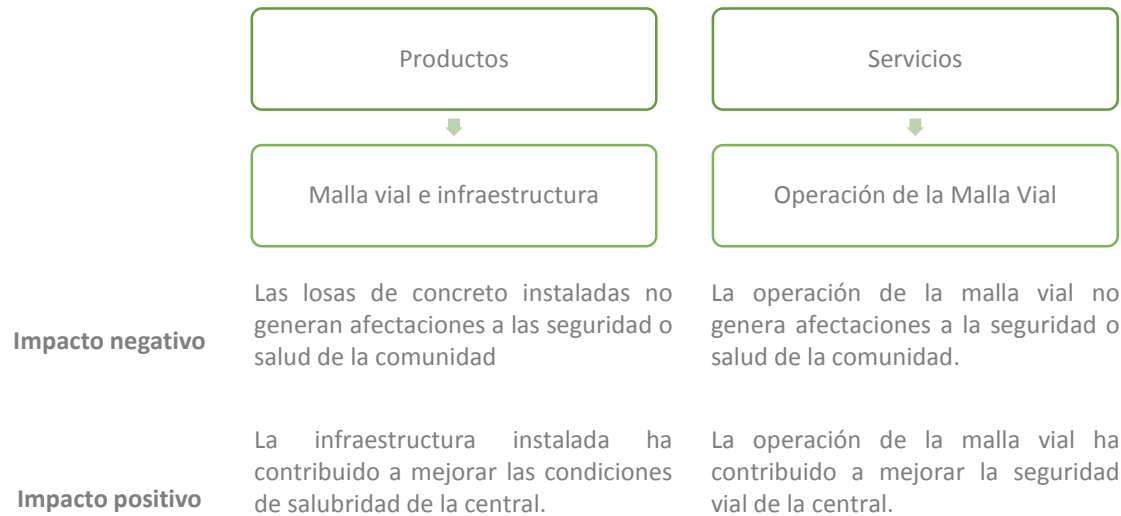 Productos
Servicios
Malla vial e infraestructura
Operación de la Malla Vial
Impacto negativo
Las losas de concreto instaladas no
generan afectaciones a las seguridad o
salud de la comunidad
La operación de la malla vial no
genera afectaciones a la seguridad o
salud de la comunidad.
Impacto positivo
La infraestructura instalada ha
contribuido a mejorar las condiciones
de salubridad de la central.
La operación de la malla vial ha
contribuido a mejorar la seguridad
vial de la central.